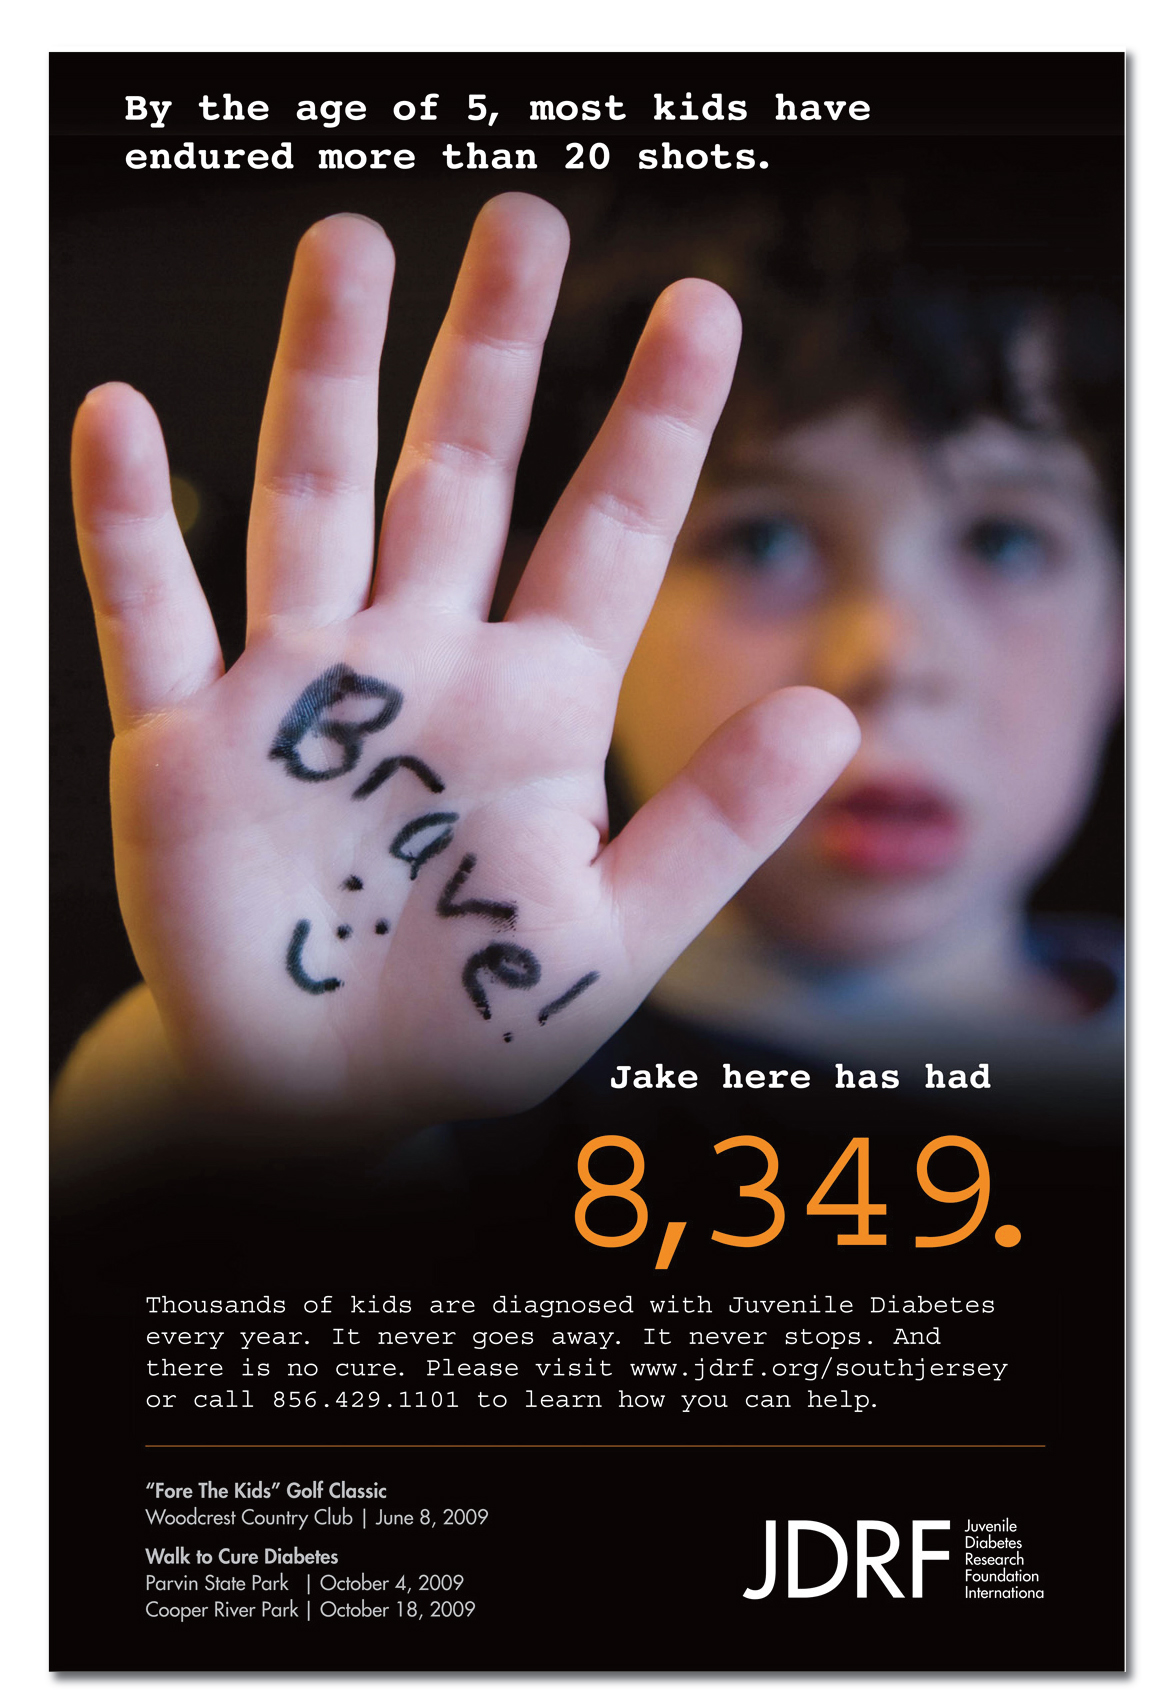 By the age of 5, most kids have
endured more than 20 shots.
Brave!
Jake here has had
8,349.
Thousands of kids are diagnosed with Juvenile Diabetes
every year. It never goes away. It never stops. And
there is no cure. Please visit www.jdrf.org/southjersey
or call 856.429.1101 to learn how you can help.
“Fore The Kids” Golf Classic
Woodcrest Country Club | June 8, 2009
Walk to Cure Diabetes
Parvin State Park | October 4, 2009
Cooper River Park | October 18, 2009
JDRF
Juvenile
Diabetes
Research
Foundation
Internationa